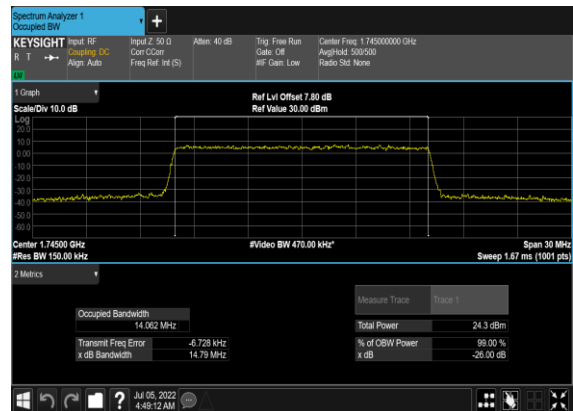 Spectrum Analyzer 1
Occupied BW
+
KEYSIGHT Input: RF Input Z: 50 Ω Atten: 40 dB Trig: Free Run Center Freq: 1.745000000 GHz
R T Coupling: DC Corr CCorr Gate: Off Avg|Hold: 500/500
Align: Auto Freq Ref: Int (S) #IF Gain: Low Radio Std: None
1 Graph
Ref Lvl Offset 7.80 dB
Scale/Div 10.0 dB Ref Value 30.00 dBm
Log
20.0
10.0
0.00
-10.0
-20.0
-30.0
-40.0
-50.0
-60.0
Center 1.74500 GHz #Video BW 470.00 kHz* Span 30 MHz
#Res BW 150.00 kHz Sweep 1.67 ms (1001 pts)
2 Metrics
Measure Trace Trace 1
Occupied Bandwidth
14.062 MHz Total Power 24.3 dBm
Transmit Freq Error -6.728 kHz % of OBW Power 99.00 %
x dB Bandwidth 14.79 MHz x dB -26.00 dB
? Jul 05, 2022
4:49:12 AM